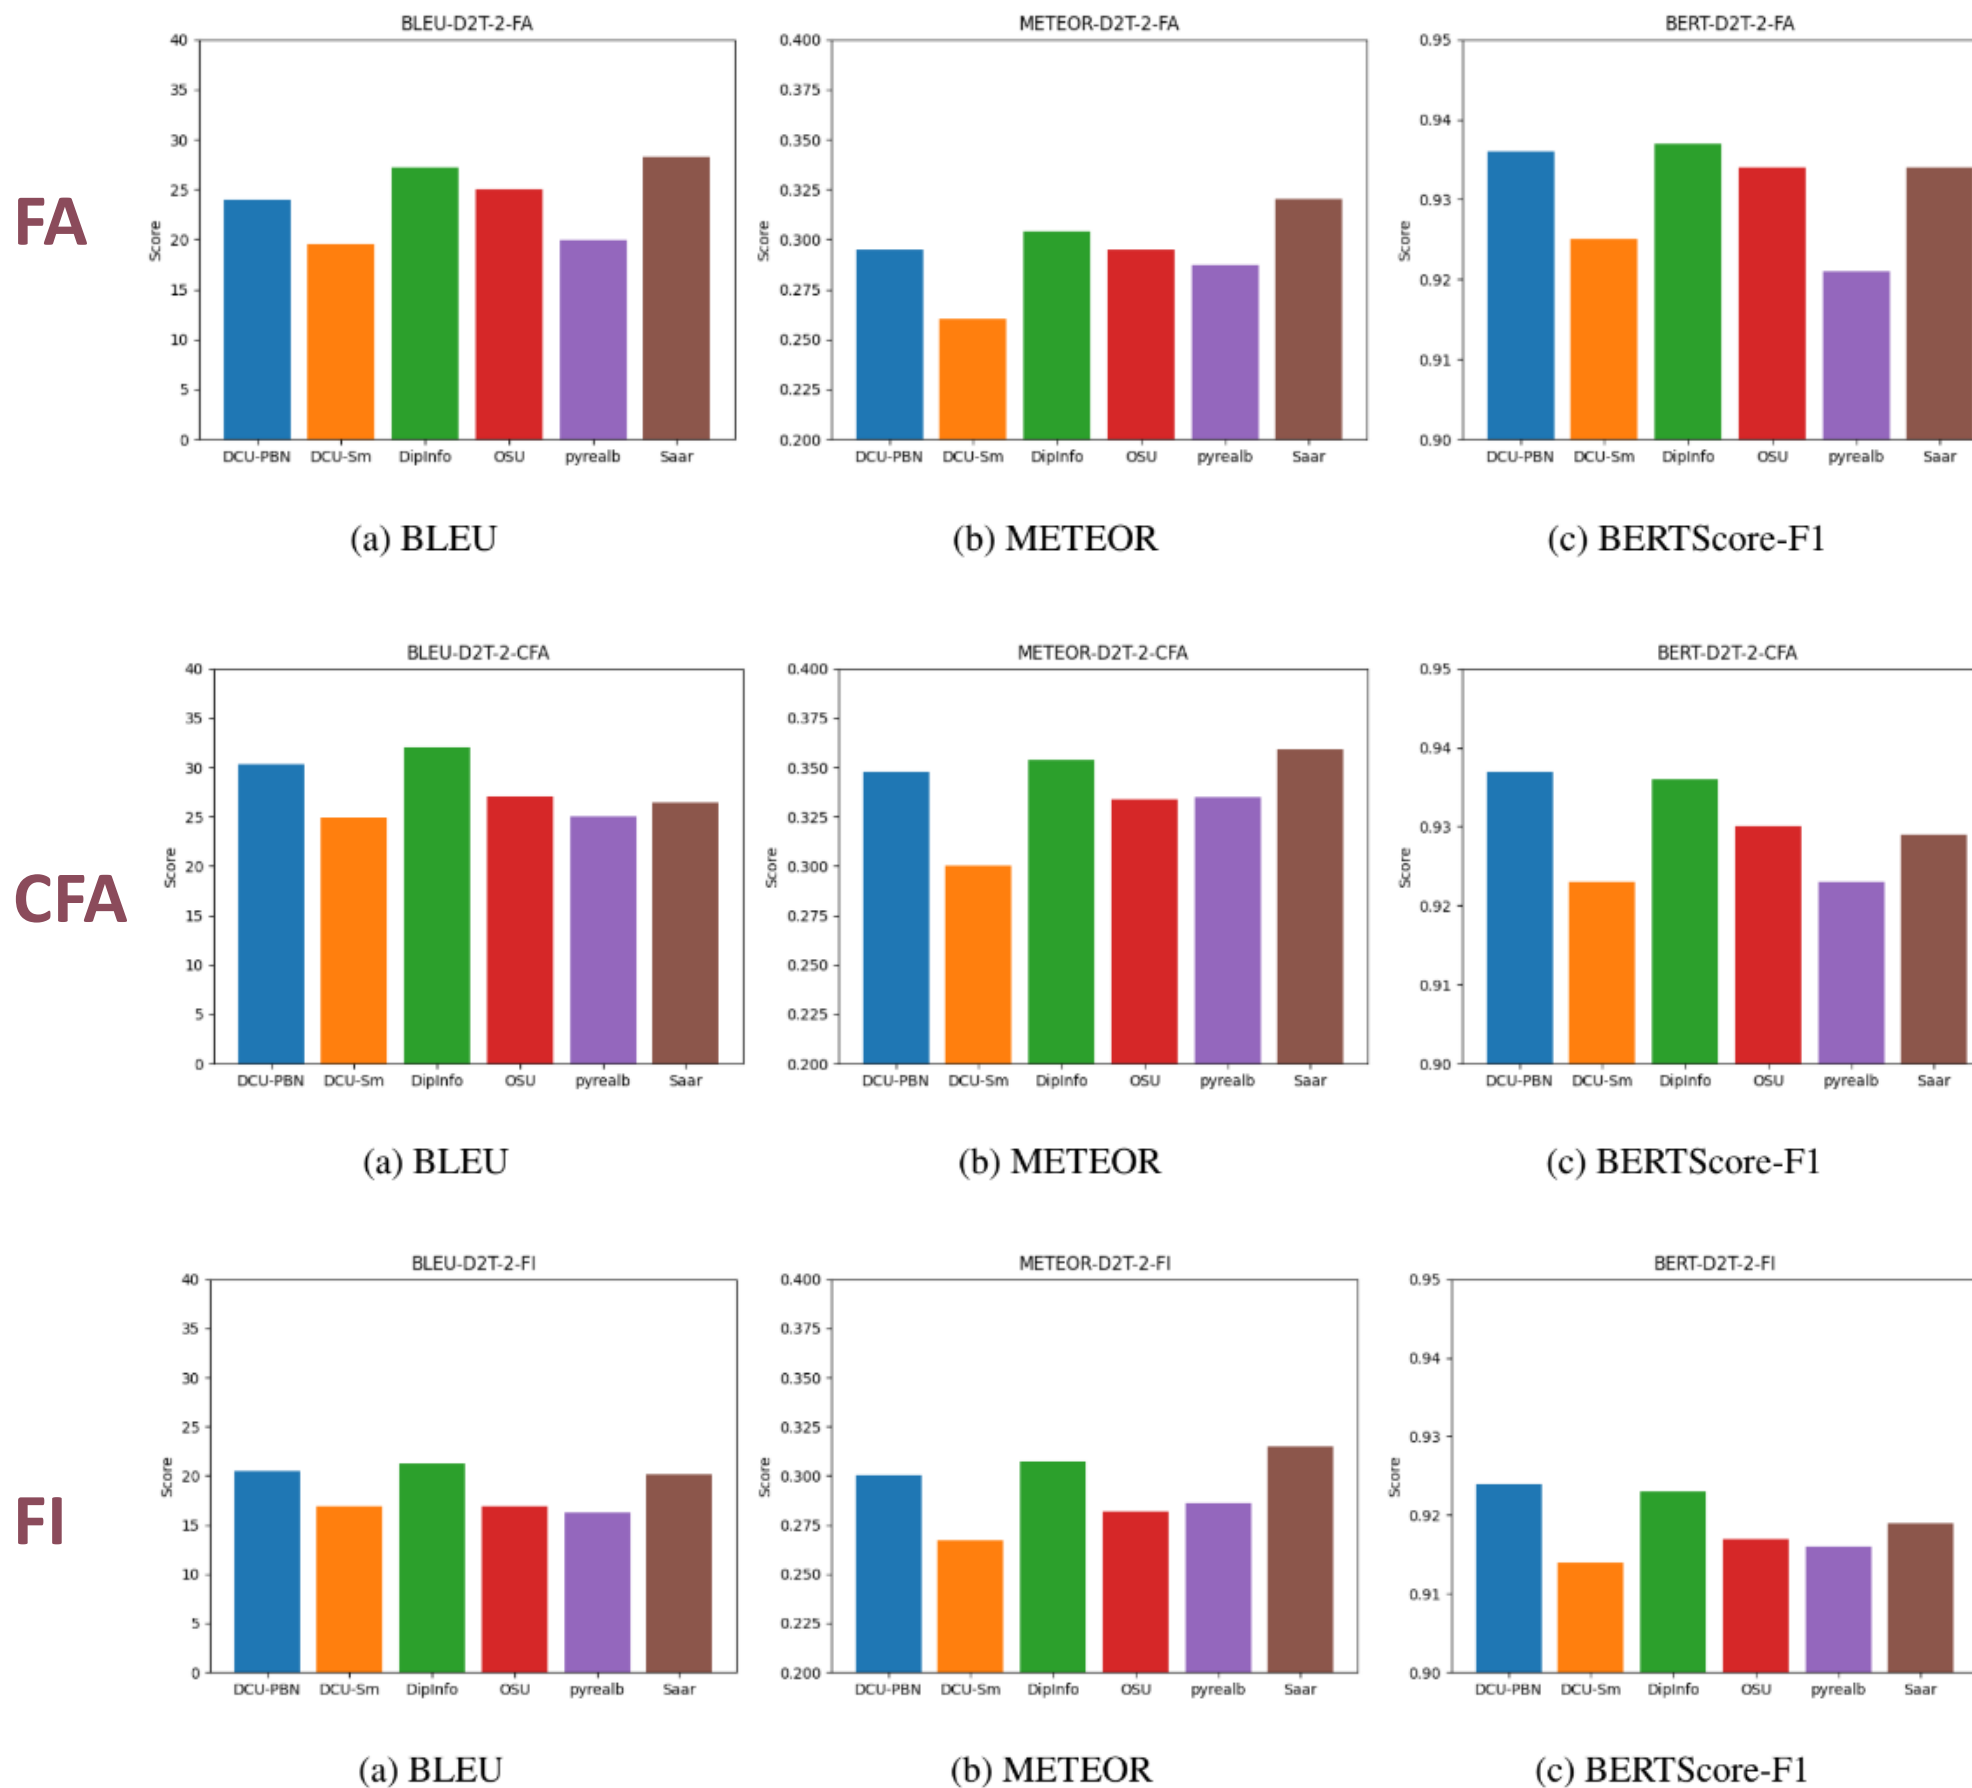 FA
BLEU-D2T-2-FA
40
35
30
25
20
15
10
5
0
Score
DCU-PBN DCU-Sm DipInfo OSU pyrealb Saar
(a) BLEU
METEOR-D2T-2-FA
0.400
0.375
0.350
0.325
0.300
0.275
0.250
0.225
0.200
Score
DCU-PBN DCU-Sm DipInfo OSU pyrealb Saar
(b) METEOR
BERT-D2T-2-FA
0.95
0.94
0.93
0.92
0.91
0.90
Score
DCU-PBN DCU-Sm DipInfo OSU pyrealb Saar
(c) BERTScore-F1
CFA
BLEU-D2T-2-CFA
40
35
30
25
20
15
10
5
0
Score
DCU-PBN DCU-Sm DipInfo OSU pyrealb Saar
(a) BLEU
METEOR-D2T-2-CFA
0.400
0.375
0.350
0.325
0.300
0.275
0.250
0.225
0.200
Score
DCU-PBN DCU-Sm DipInfo OSU pyrealb Saar
(b) METEOR
BERT-D2T-2-CFA
0.95
0.94
0.93
0.92
0.91
0.90
Score
DCU-PBN DCU-Sm DipInfo OSU pyrealb Saar
(c) BERTScore-F1
FI
BLEU-D2T-2-FI
40
35
30
25
20
15
10
5
0
Score
DCU-PBN DCU-Sm DipInfo OSU pyrealb Saar
(a) BLEU
METEOR-D2T-2-FI
0.400
0.375
0.350
0.325
0.300
0.275
0.250
0.225
0.200
Score
DCU-PBN DCU-Sm DipInfo OSU pyrealb Saar
(b) METEOR
BERT-D2T-2-FI
0.95
0.94
0.93
0.92
0.91
0.90
Score
DCU-PBN DCU-Sm DipInfo OSU pyrealb Saar
(c) BERTScore-F1